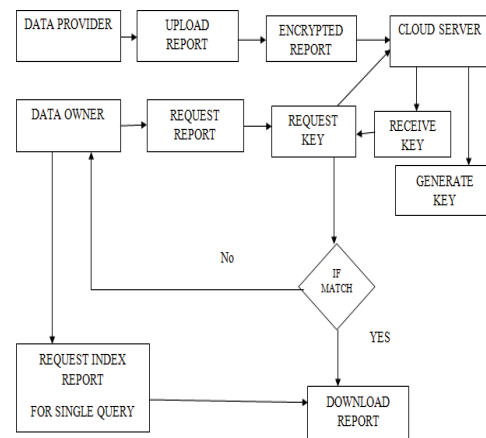 DATA PROVIDER
UPLOAD
REPORT
ENCRYPTED
REPORT
CLOUD SERVER
DATA OWNER
REQUEST
REPORT
REQUEST
KEY
RECEIVE
KEY
GENERATE
KEY
IF
MATCH
No
YES
REQUEST INDEX
REPORT
FOR SINGLE QUERY
DOWNLOAD
REPORT